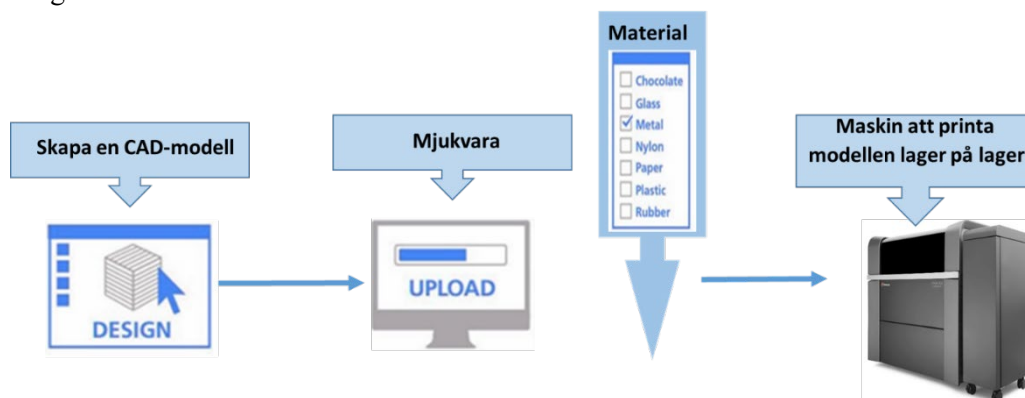 Skapa en CAD-modell
DESIGN
Mjukvara
UPLOAD
Material
Chocolate
Glass
Metal
Nylon
Paper
Plastic
Rubber
Maskin att printa
modellen lager på lager